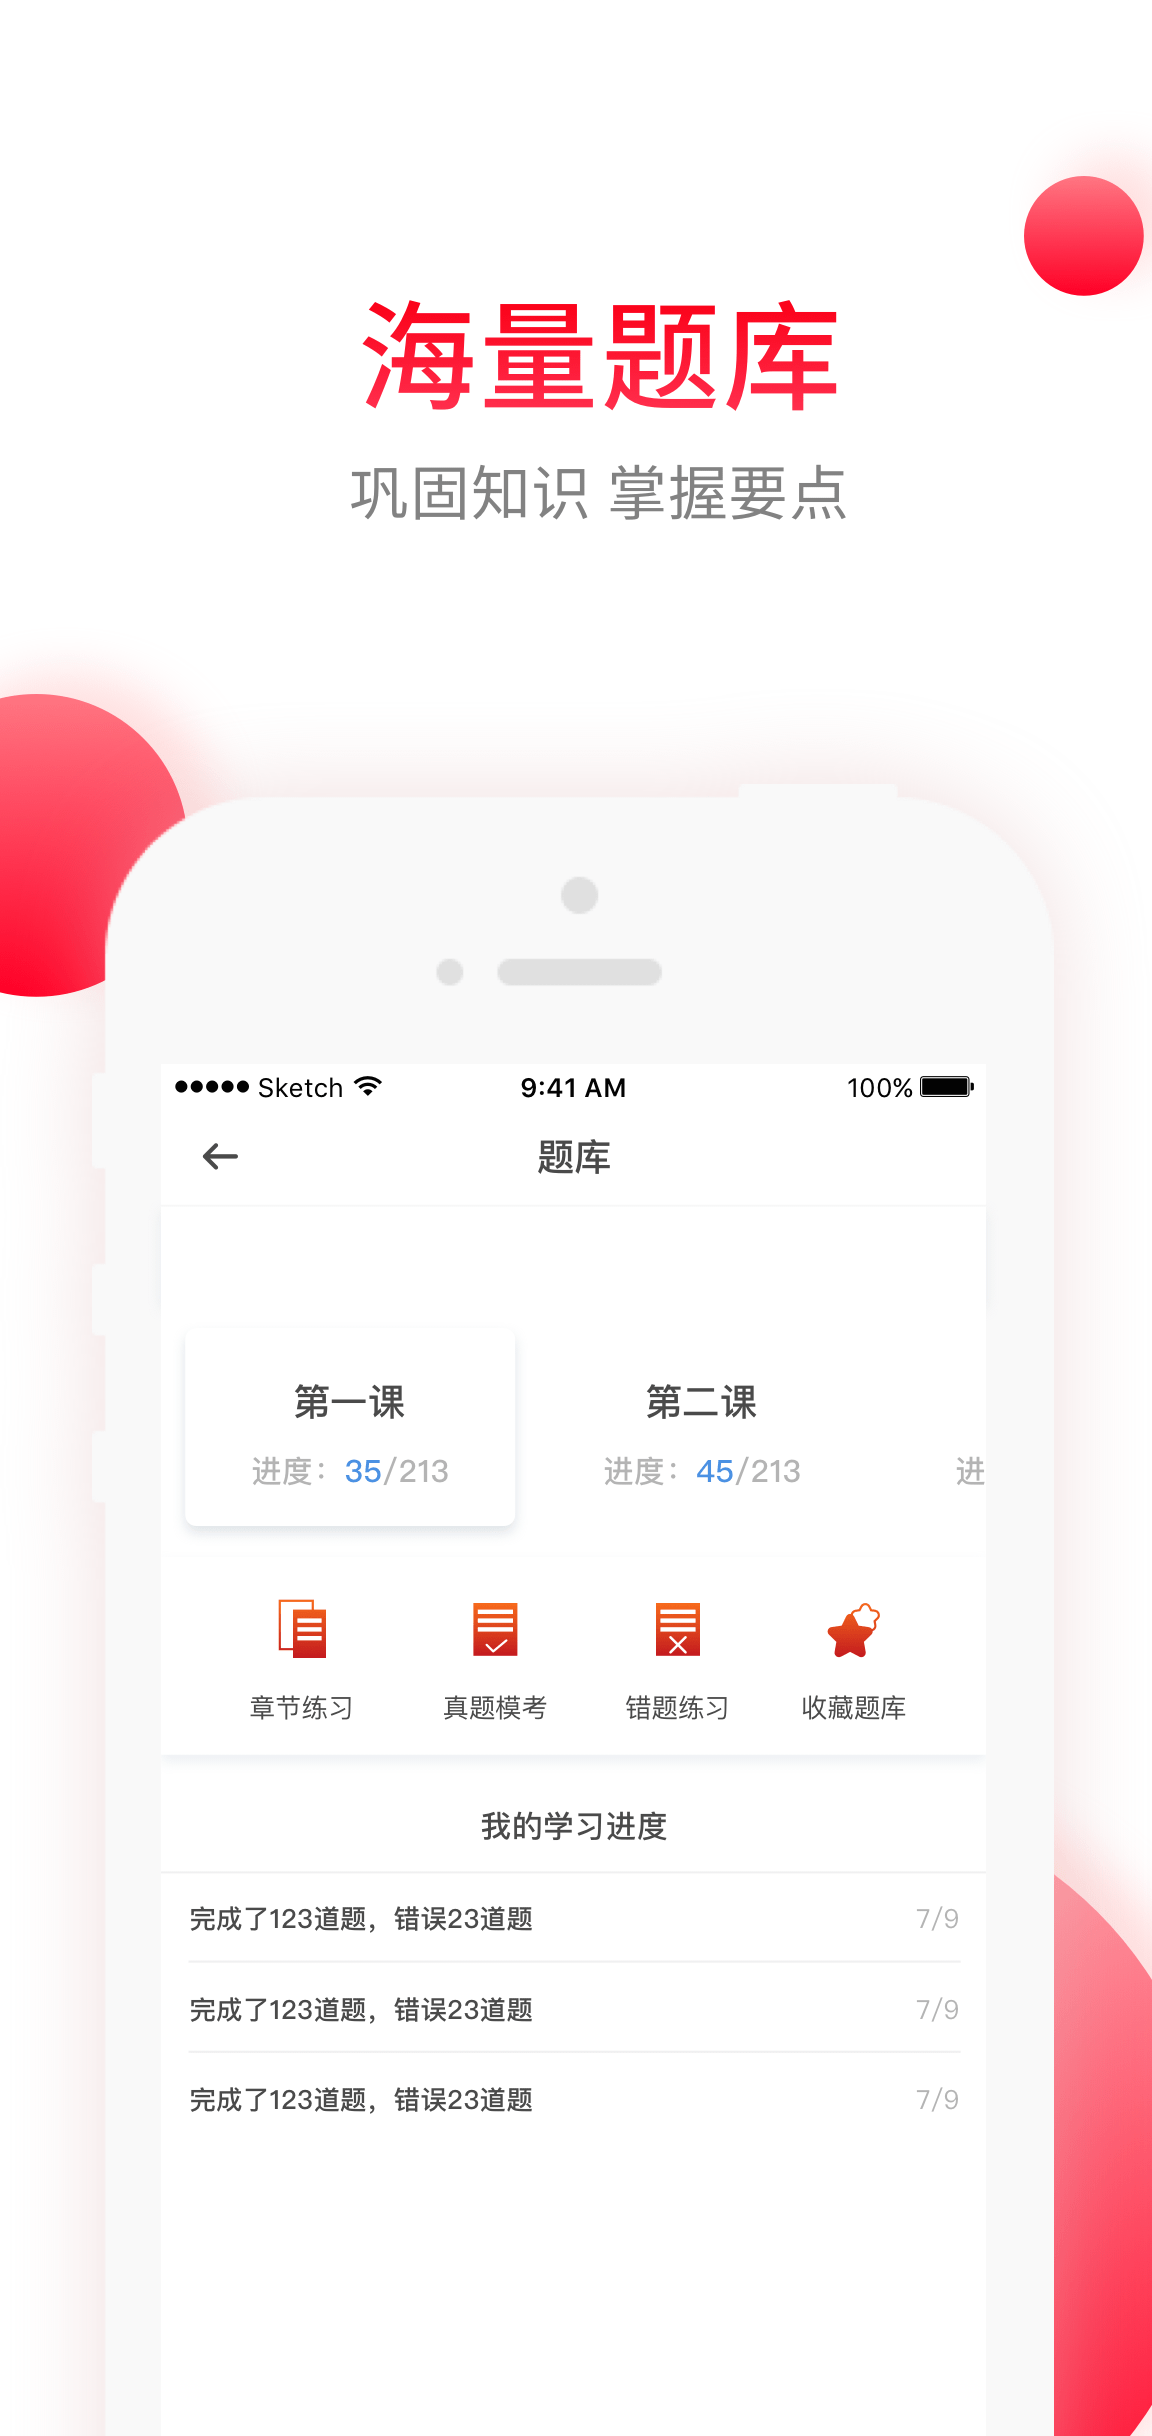 海量题库
巩固知识 掌握要点
Sketch 9:41 AM 100%
题库
第一课 第二课
进度：35/213 进度：45/213 进
章节练习 真题模考 错题练习 收藏题库
我的学习进度
完成了123道题，错误23道题 7/9
完成了123道题，错误23道题 7/9
完成了123道题，错误23道题 7/9